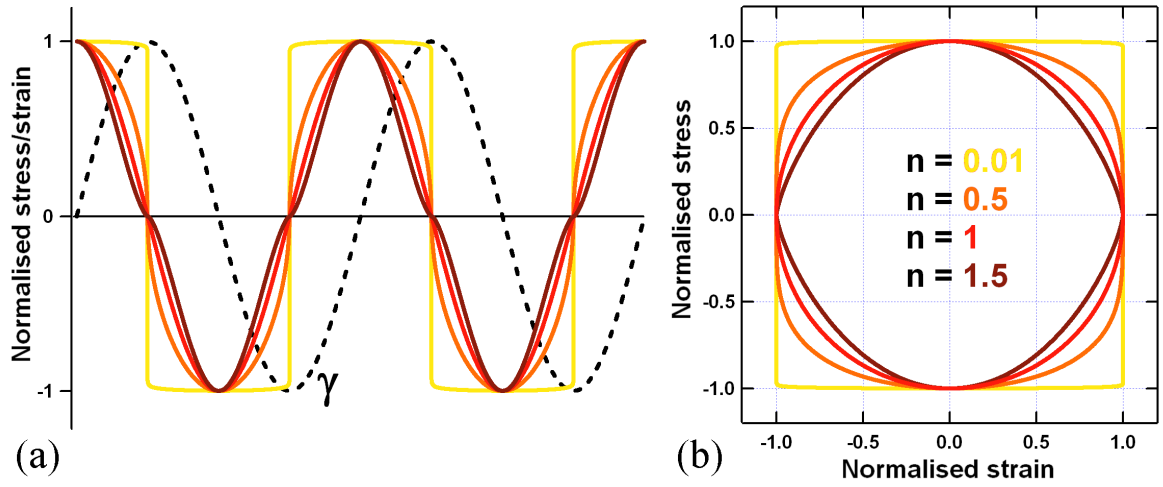 Normalised stress/strain
1
0
-1
γ
(a)
Normalised stress
1.0
0.5
0.0
-0.5
-1.0
n = 0.01
n = 0.5
n = 1
n = 1.5
-1.0 -0.5 0.0 0.5 1.0
Normalised strain
(b)